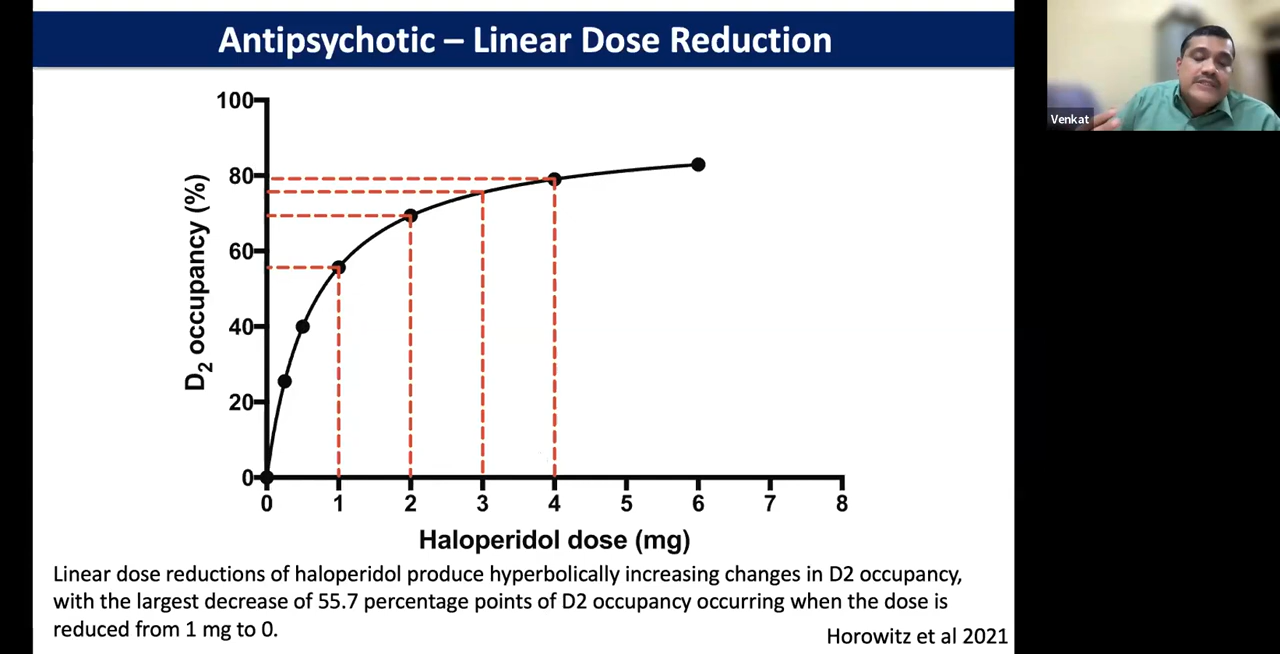 Antipsychotic – Linear Dose Reduction
Venkat
100
80
60
40
20
0
D2 occupancy (%)
0 1 2 3 4 5 6 7 8
Haloperidol dose (mg)
Linear dose reductions of haloperidol produce hyperbolically increasing changes in D2 occupancy,
with the largest decrease of 55.7 percentage points of D2 occupancy occurring when the dose is
reduced from 1 mg to 0.
Horowitz et al 2021